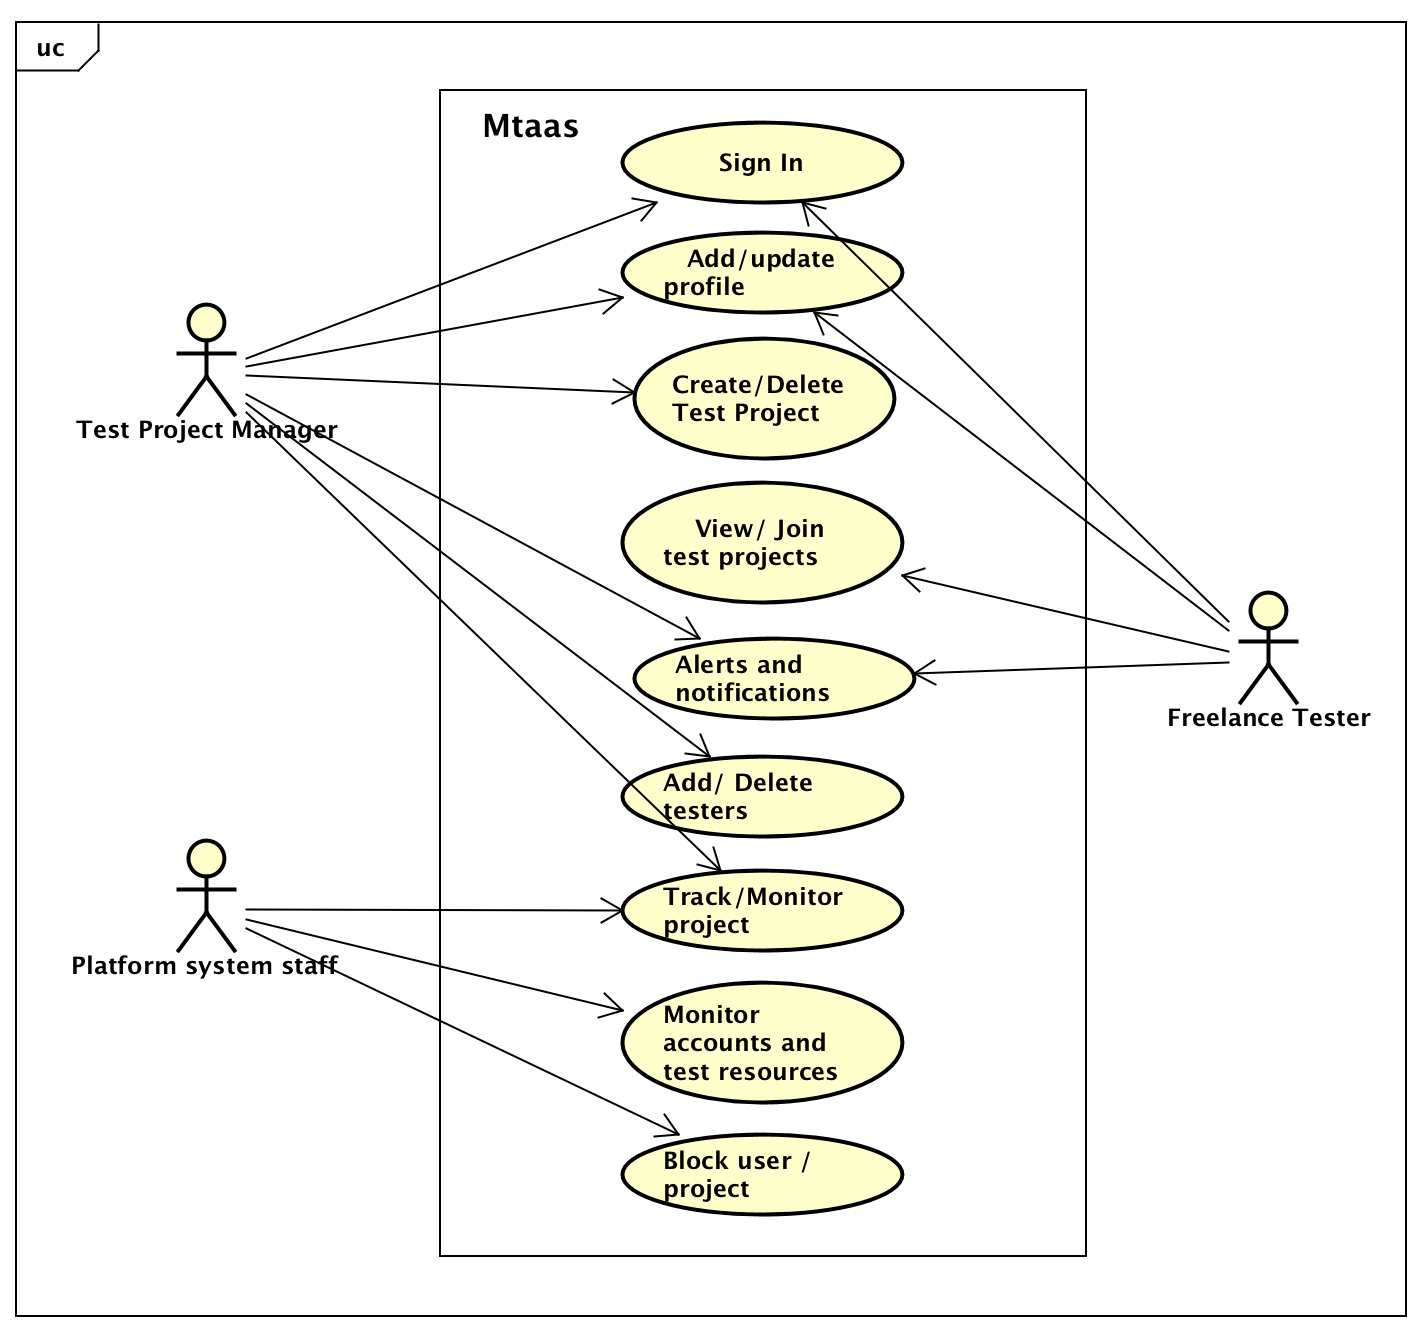 uc
Mtaas
Sign In
Add/update
profile
Create/Delete
Test Project
Test Project Manager
View/ Join
test projects
Alerts and
notifications
Freelance Tester
Add/ Delete
testers
Track/Monitor
project
Platform system staff
Monitor
accounts and
test resources
Block user /
project